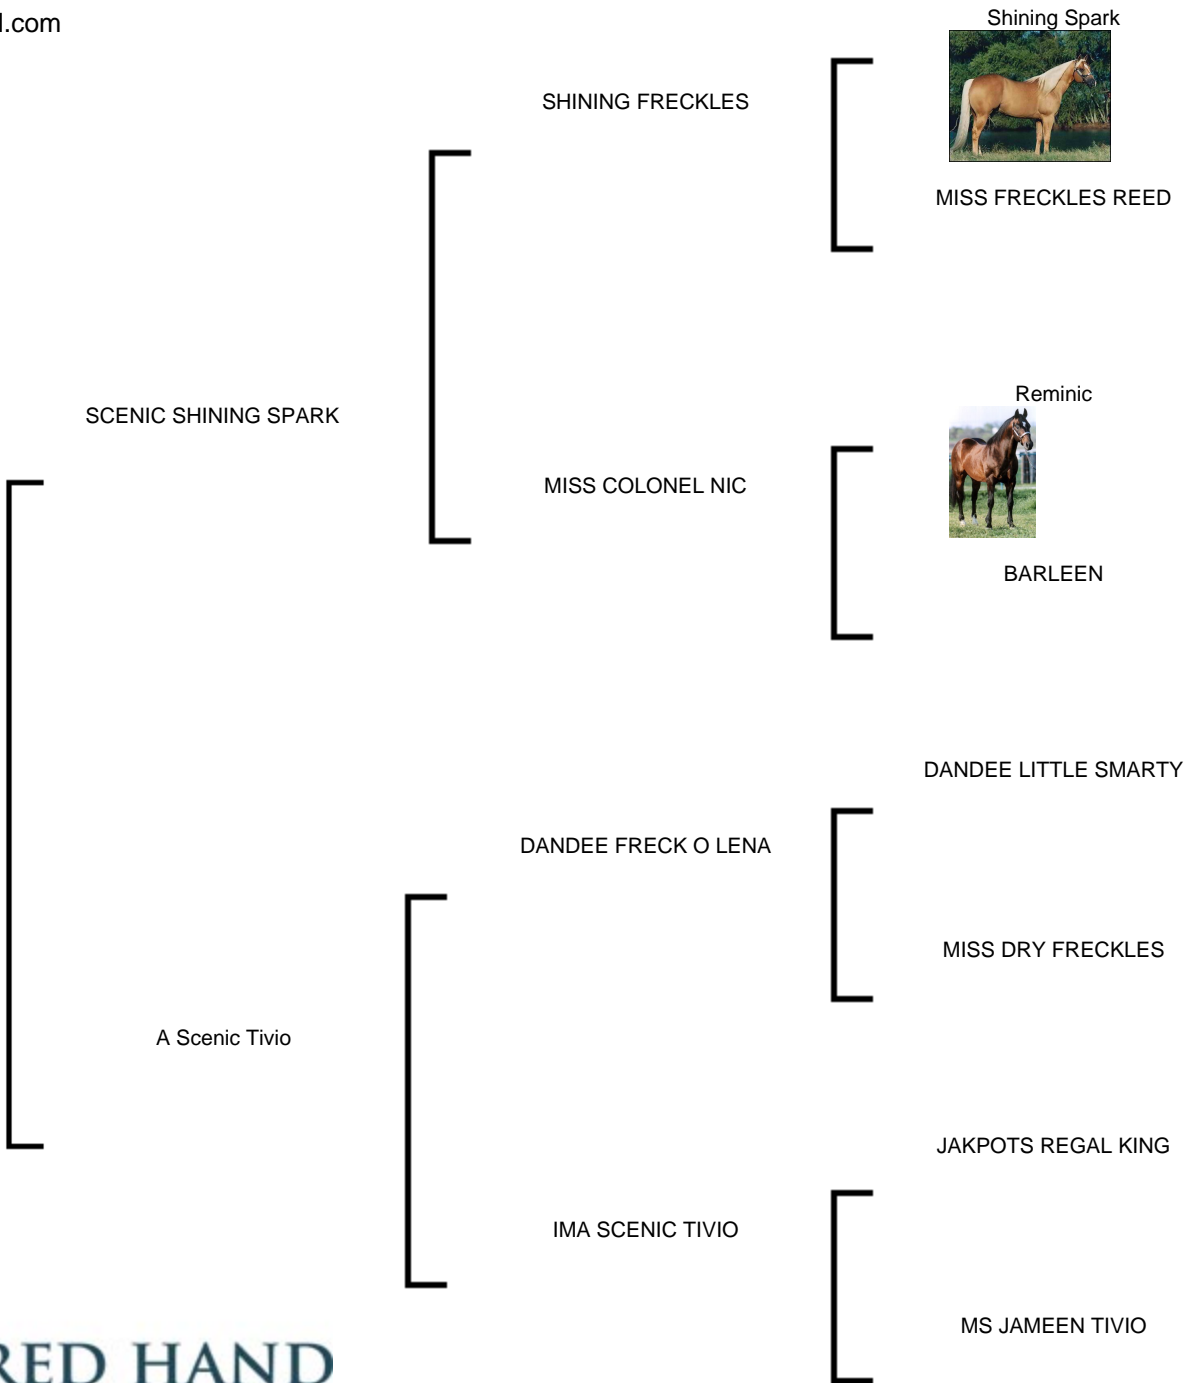 l.com
Shining Spark
SHINING FRECKLES
MISS FRECKLES REED
Reminic
SCENIC SHINING SPARK
MISS COLONEL NIC
BARLEEN
DANDEE LITTLE SMARTY
DANDEE FRECK O LENA
MISS DRY FRECKLES
A Scenic Tivio
JAKPOTS REGAL KING
IMA SCENIC TIVIO
MS JAMEEN TIVIO
RED HAND